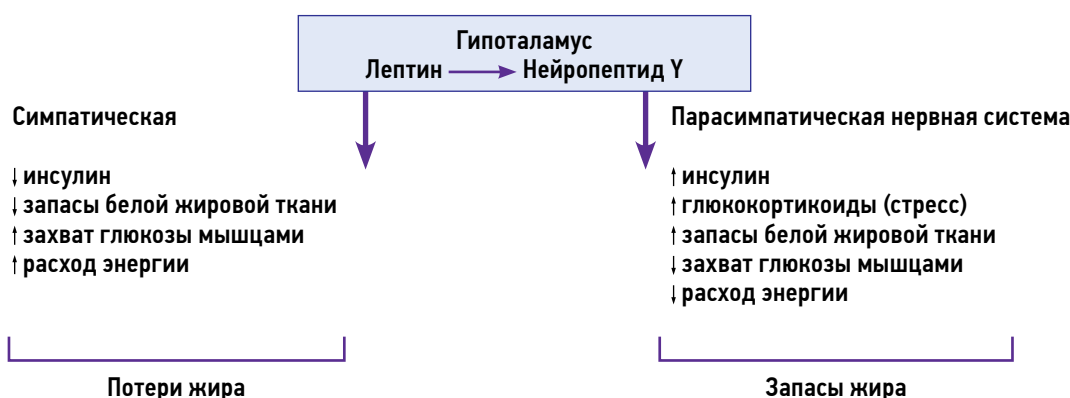 Гипоталамус
Лептин → Нейропептид Y
Симпатическая
↓ инсулин
↓ запасы белой жировой ткани
↑ захват глюкозы мышцами
↑ расход энергии
Потери жира
Парасимпатическая нервная система
↑ инсулин
↑ глюкокортикоиды (стресс)
↑ запасы белой жировой ткани
↓ захват глюкозы мышцами
↓ расход энергии
Запасы жира